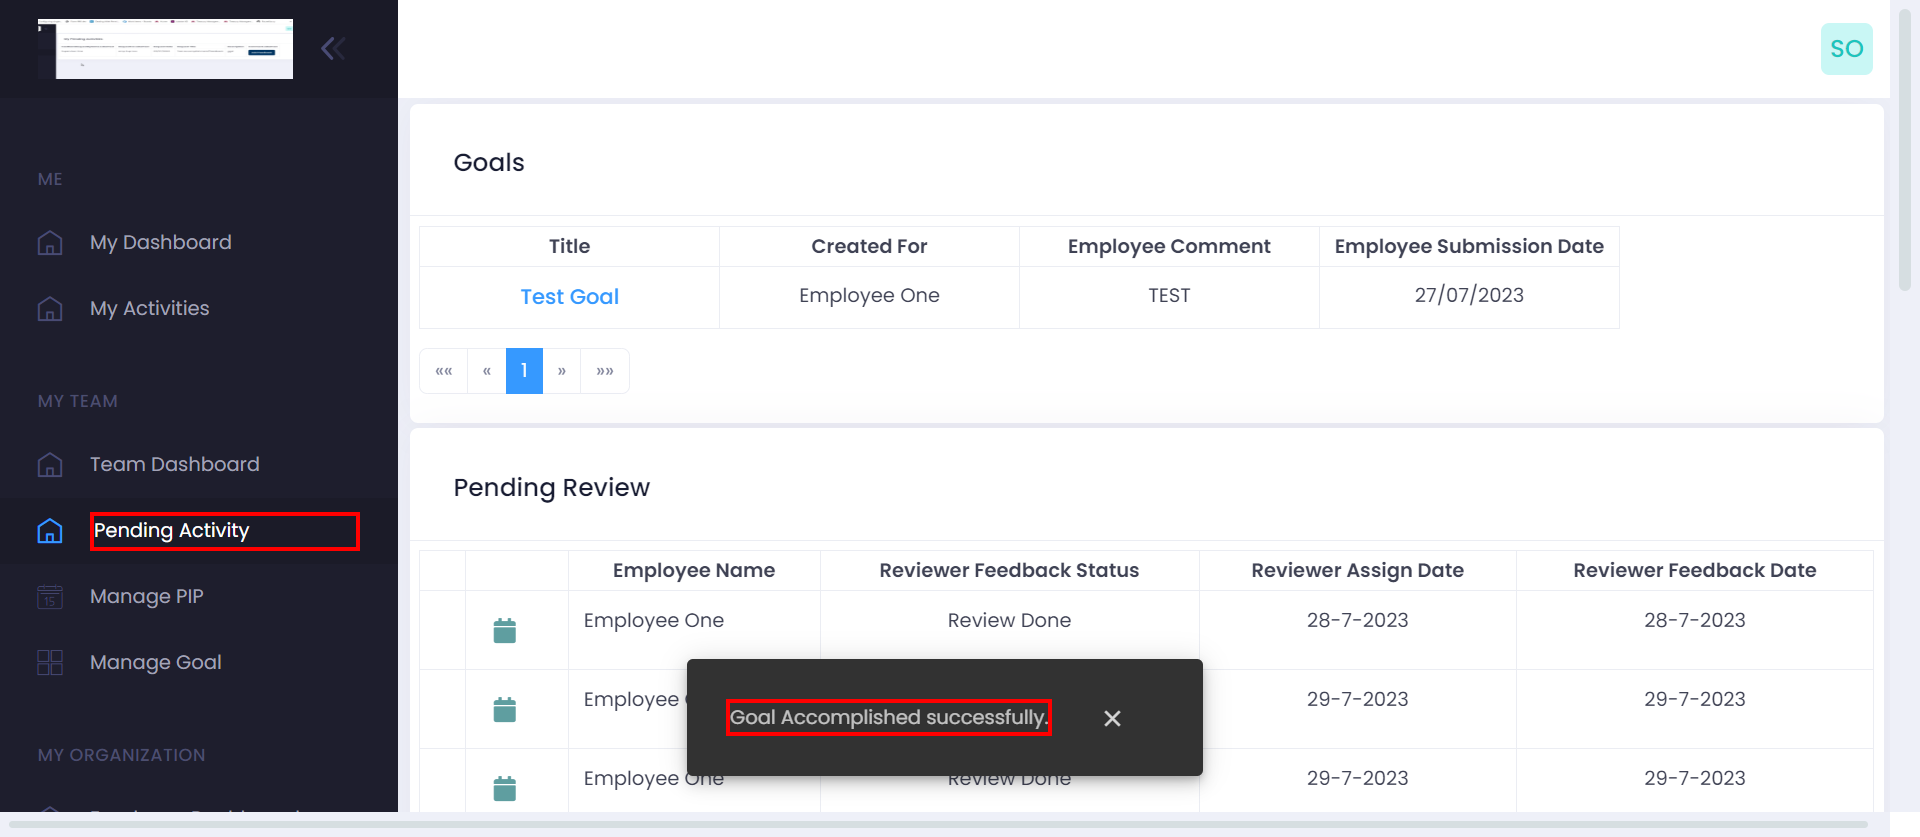 SO
ME
My Dashboard
My Activities
MY TEAM
Team Dashboard
Pending Activity
Manage PIP
15
Manage Goal
MY ORGANIZATION
Goals
Title Created For Employee Comment Employee Submission Date
Test Goal Employee One TEST 27/07/2023
«« « 1 » »»
Pending Review
Employee Name Reviewer Feedback Status Reviewer Assign Date Reviewer Feedback Date
Employee One Review Done 28-7-2023 28-7-2023
Employee 29-7-2023 29-7-2023
Goal Accomplished successfully. ×
Employee One Review Done 29-7-2023 29-7-2023